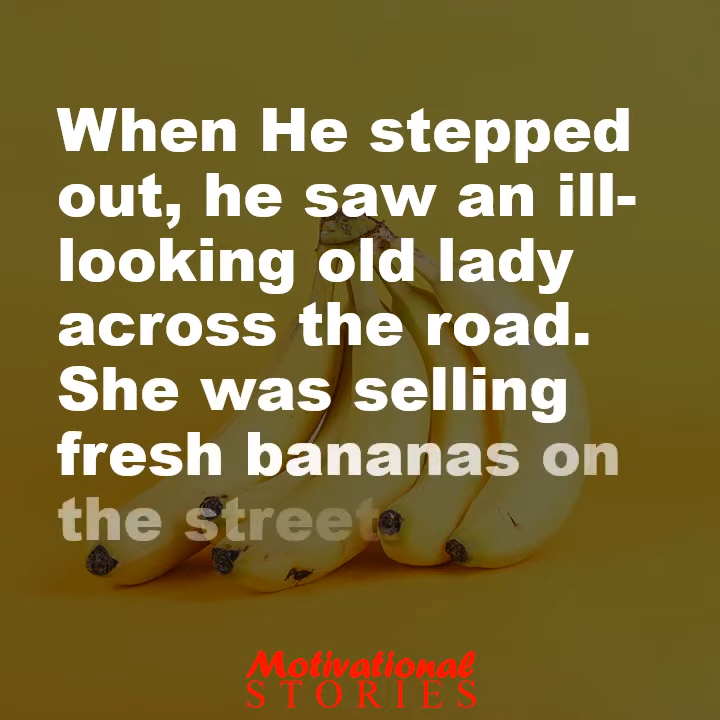 When He stepped
out, he saw an ill-
looking old lady
across the road.
She was selling
fresh bananas on
the street
Motivational
STORIES